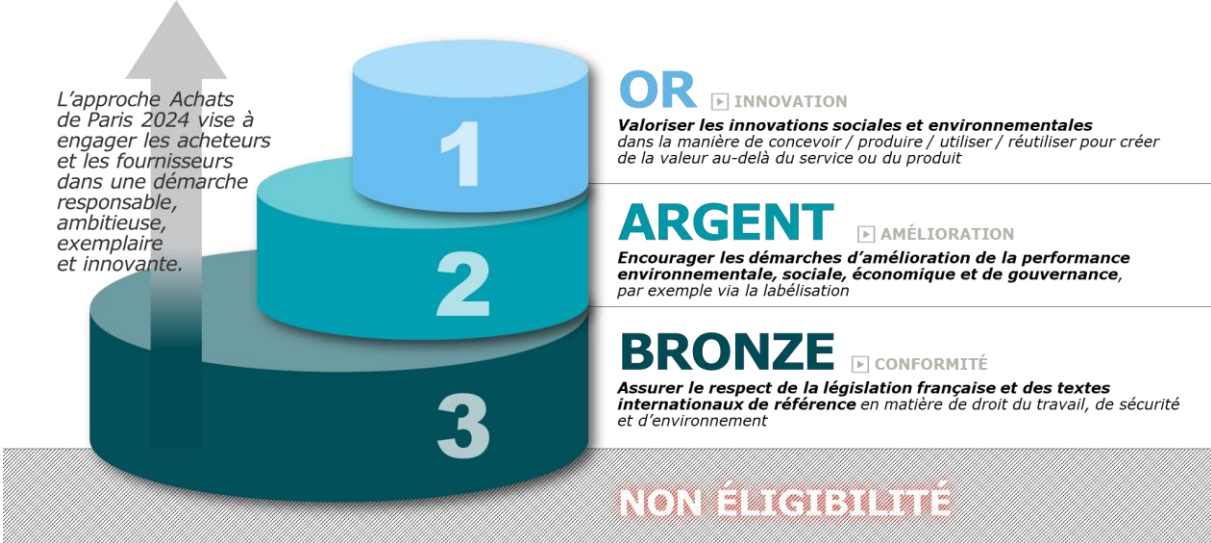 L'approche Achats
de Paris 2024 vise à
engager les acheteurs
et les fournisseurs
dans une démarche
responsable,
ambitieuse,
exemplaire
et innovante.
1
OR INNOVATION
Valoriser les innovations sociales et environnementales
dans la manière de concevoir / produire / utiliser / réutiliser pour créer
de la valeur au-delà du service ou du produit
2
ARGENT AMÉLIORATION
Encourager les démarches d'amélioration de la performance
environnementale, sociale, économique et de gouvernance,
par exemple via la labélisation
3
BRONZE CONFORMITÉ
Assurer le respect de la législation française et des textes
internationaux de référence en matière de droit du travail, de sécurité
et d'environnement
NON ÉLIGIBILITÉ